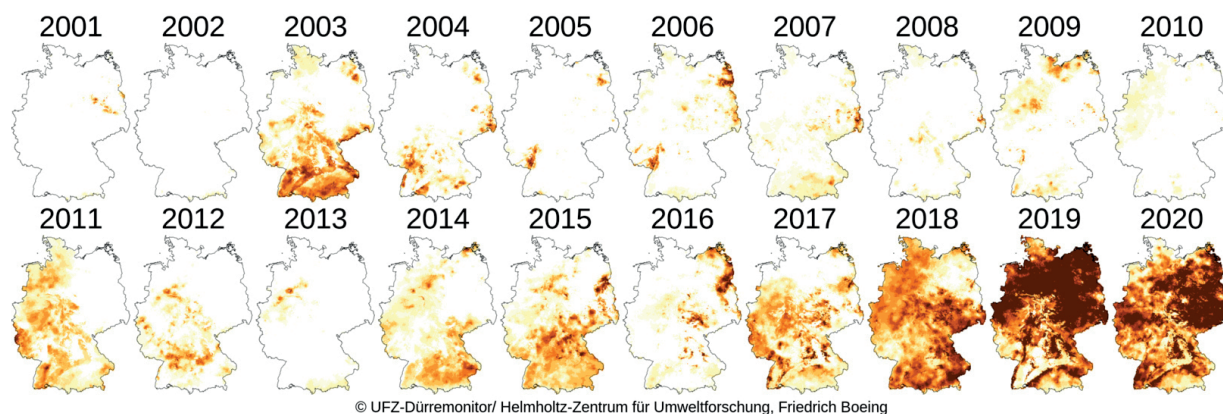 2001 2002 2003 2004 2005 2006 2007 2008 2009 2010
2011 2012 2013 2014 2015 2016 2017 2018 2019 2020
© UFZ-Dürremonitor/ Helmholtz-Zentrum für Umweltforschung, Friedrich Boeing